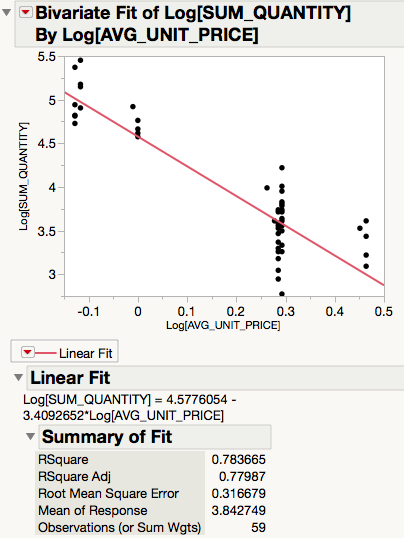 Bivariate Fit of Log[SUM_QUANTITY]
By Log[AVG_UNIT_PRICE]
5.5
5
4.5
4
3.5
3
Log[SUM_QUANTITY]
-0.1
0
0.1
0.2
0.3
0.4
0.5
Log[AVG_UNIT_PRICE]
Linear Fit
Linear Fit
Log[SUM_QUANTITY] = 4.5776054 -
3.4092652*Log[AVG_UNIT_PRICE]
Summary of Fit
RSquare 0.783665
RSquare Adj 0.77987
Root Mean Square Error 0.316679
Mean of Response 3.842749
Observations (or Sum Wgts) 59